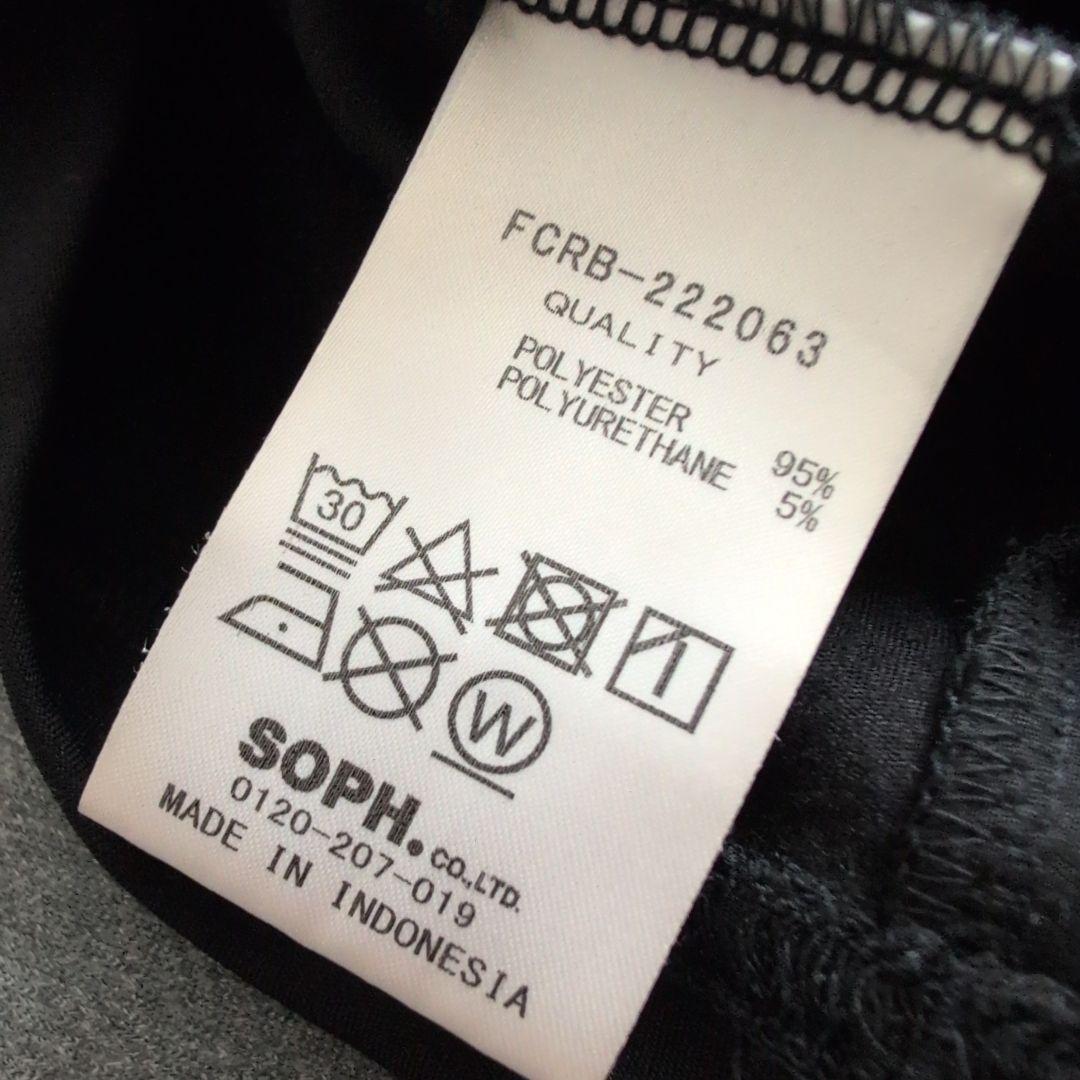 FCRB-222063
QUALITY
POLYESTER 95%
POLYURETHANE 5%
30
W
SOPH. CO.,LTD.
0120-207-019
MADE IN INDONESIA